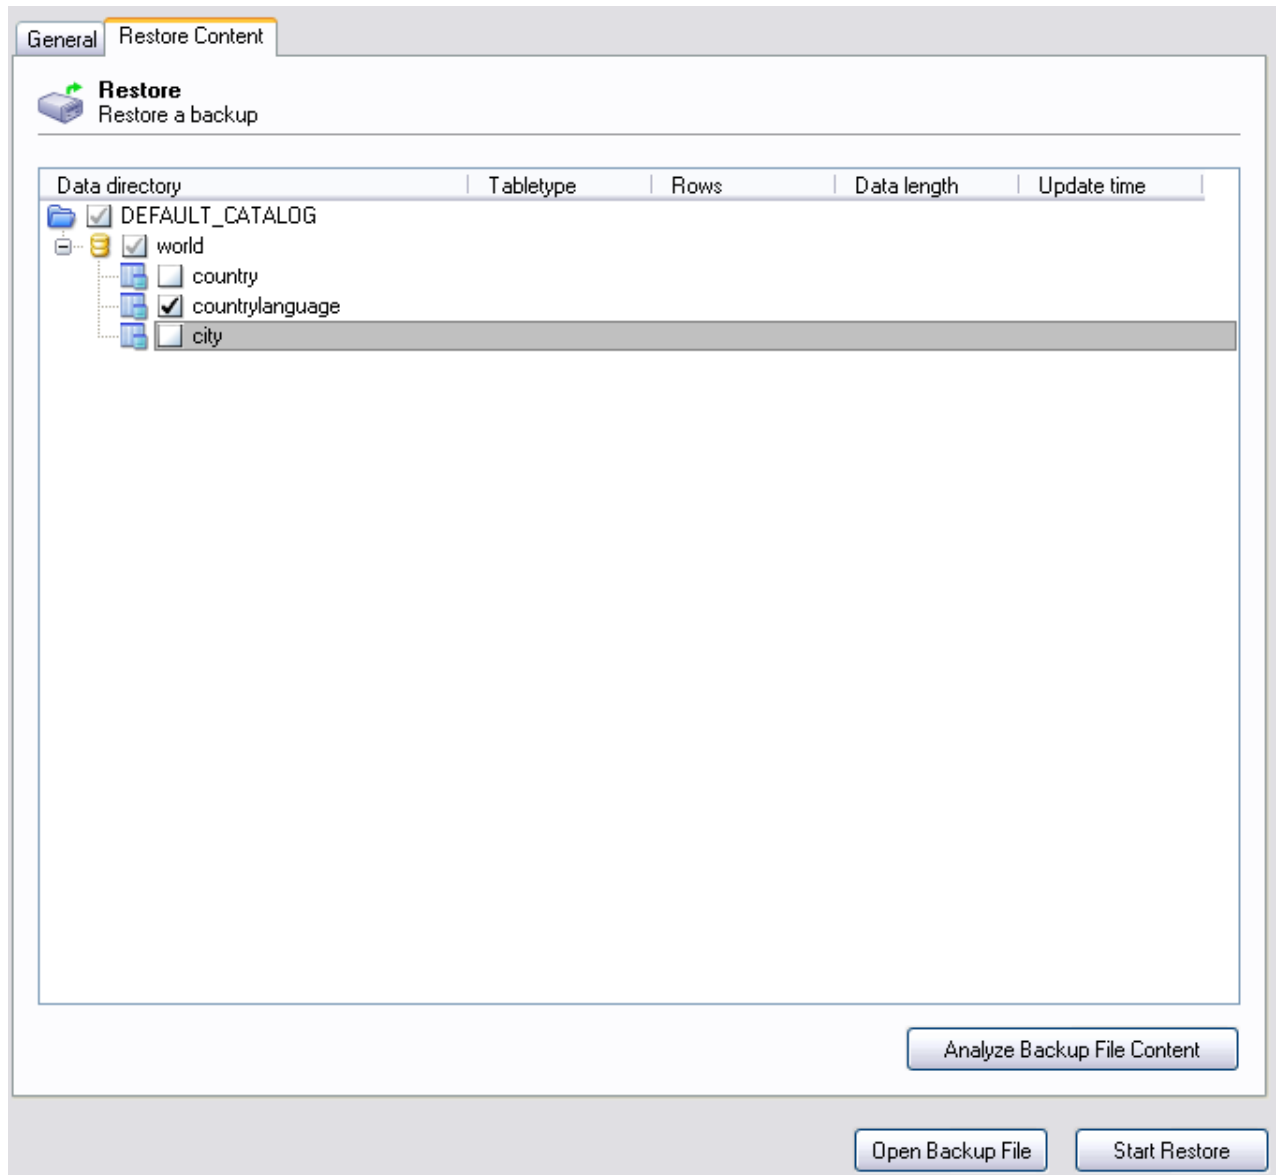 General Restore Content
Restore
Restore a backup
Data directory Tabletype Rows Data length Update time
DEFAULT_CATALOG
world
country
countrylanguage
city
Analyze Backup File Content
Open Backup File Start Restore